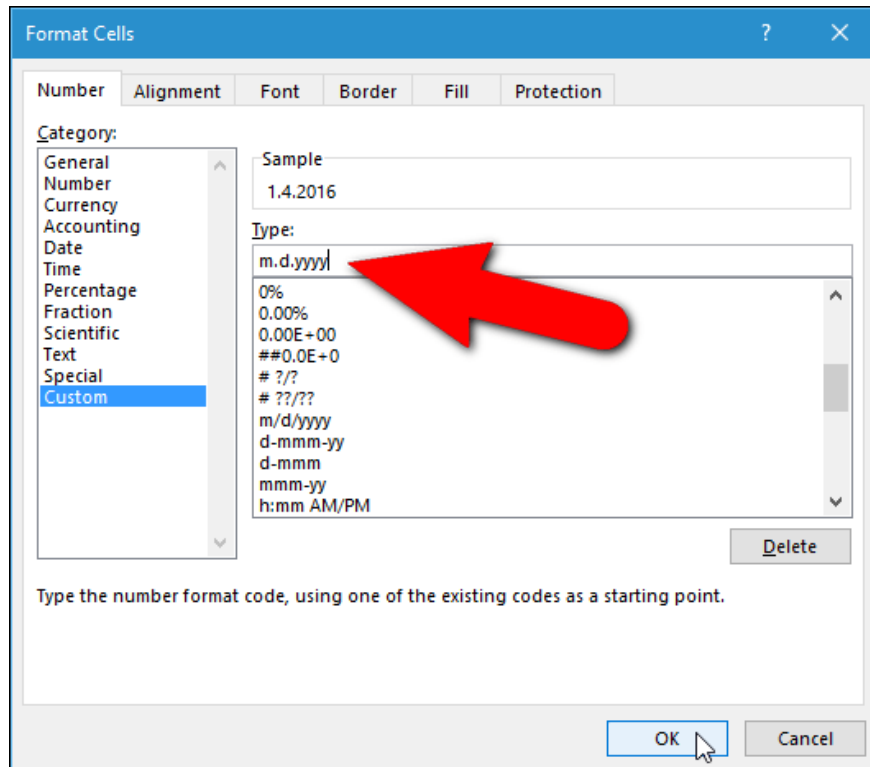 Format Cells ? ×
Number Alignment Font Border Fill Protection
Category:
General
Number
Currency
Accounting
Date
Time
Percentage
Fraction
Scientific
Text
Special
Custom
Sample
1.4.2016
Type:
m.d.yyyy
0%
0.00%
0.00E+00
##0.0E+0
# ?/?
# ??/??
m/d/yyyy
d-mmm-yy
d-mmm
mmm-yy
h:mm AM/PM
Delete
Type the number format code, using one of the existing codes as a starting point.
OK Cancel